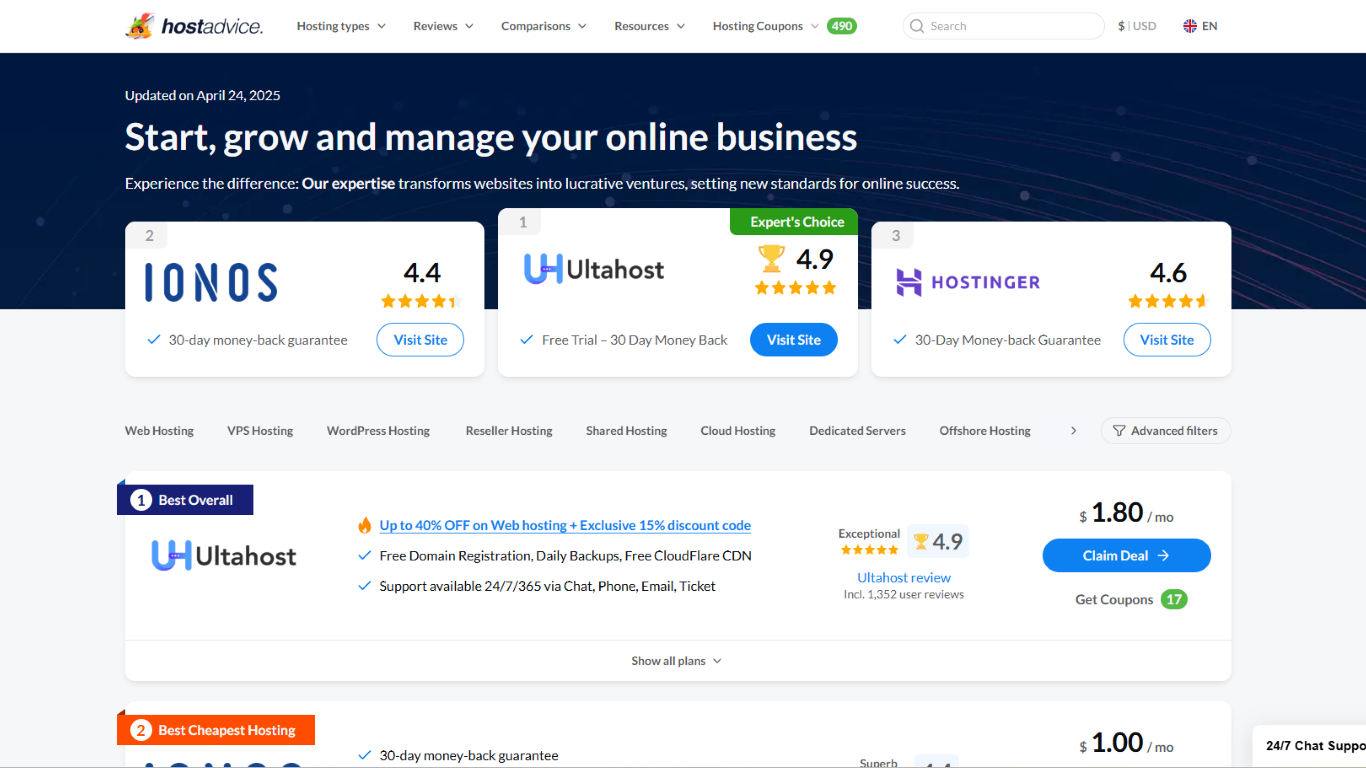 hostadvice.
Hosting types
Reviews
Comparisons
Resources
Hosting Coupons 490
Search
$ | USD
EN
Updated on April 24, 2025
Start, grow and manage your online business
Experience the difference: Our expertise transforms websites into lucrative ventures, setting new standards for online success.
2
IONOS
4.4
30-day money-back guarantee
Visit Site
1
Expert's Choice
Ultahost
4.9
Free Trial – 30 Day Money Back
Visit Site
3
HOSTINGER
4.6
30-Day Money-back Guarantee
Visit Site
Web Hosting
VPS Hosting
WordPress Hosting
Reseller Hosting
Shared Hosting
Cloud Hosting
Dedicated Servers
Offshore Hosting
Advanced filters
1 Best Overall
Ultahost
Up to 40% OFF on Web hosting + Exclusive 15% discount code
Free Domain Registration, Daily Backups, Free CloudFlare CDN
Support available 24/7/365 via Chat, Phone, Email, Ticket
Exceptional
4.9
Ultahost review
Incl. 1,352 user reviews
$ 1.80 / mo
Claim Deal
Get Coupons 17
Show all plans
2 Best Cheapest Hosting
30-day money-back guarantee
Superb
$ 1.00 / mo
24/7 Chat Suppo